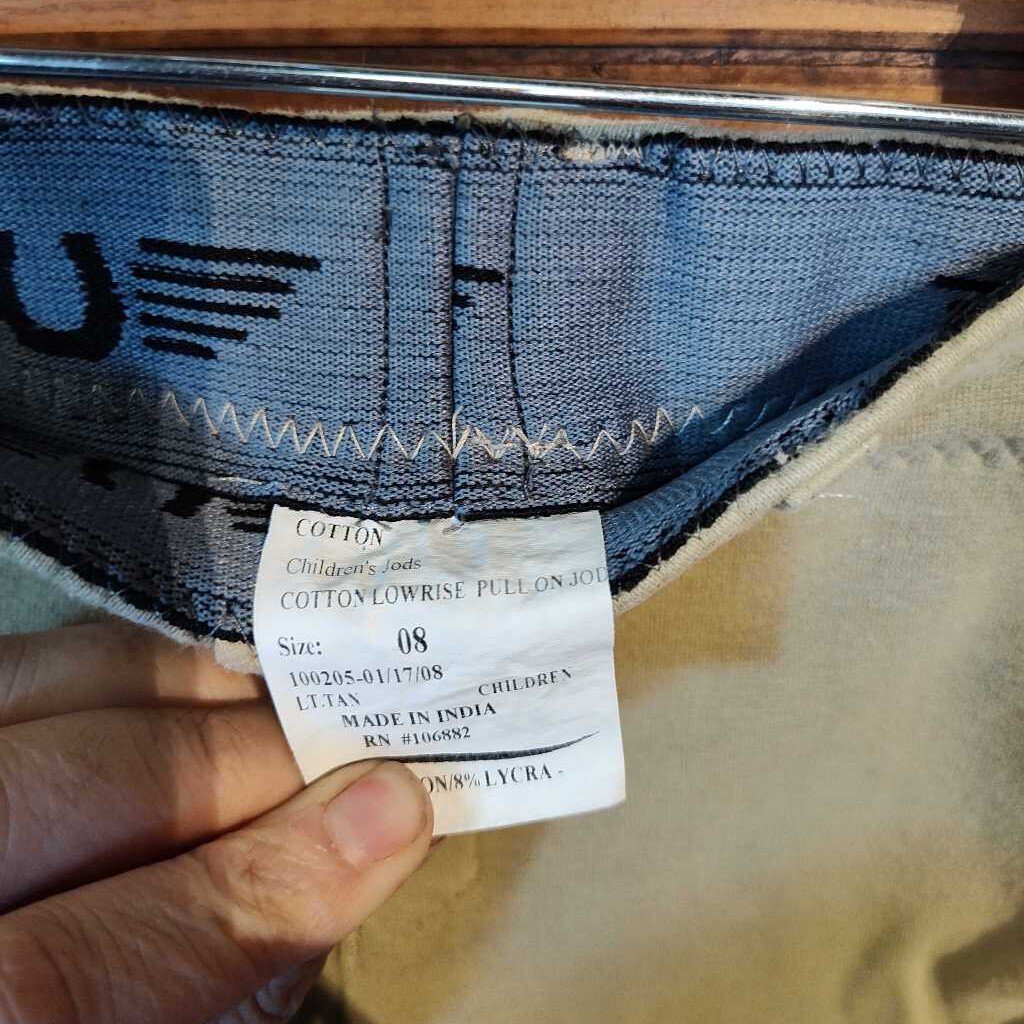 COTTON
Children's Jods
COTTON LOWRISE PULL ON JOD
Size: 08
100205-01/17/08
LT.TAN CHILDREN
MADE IN INDIA
RN #106882
ON/8% LYCRA -